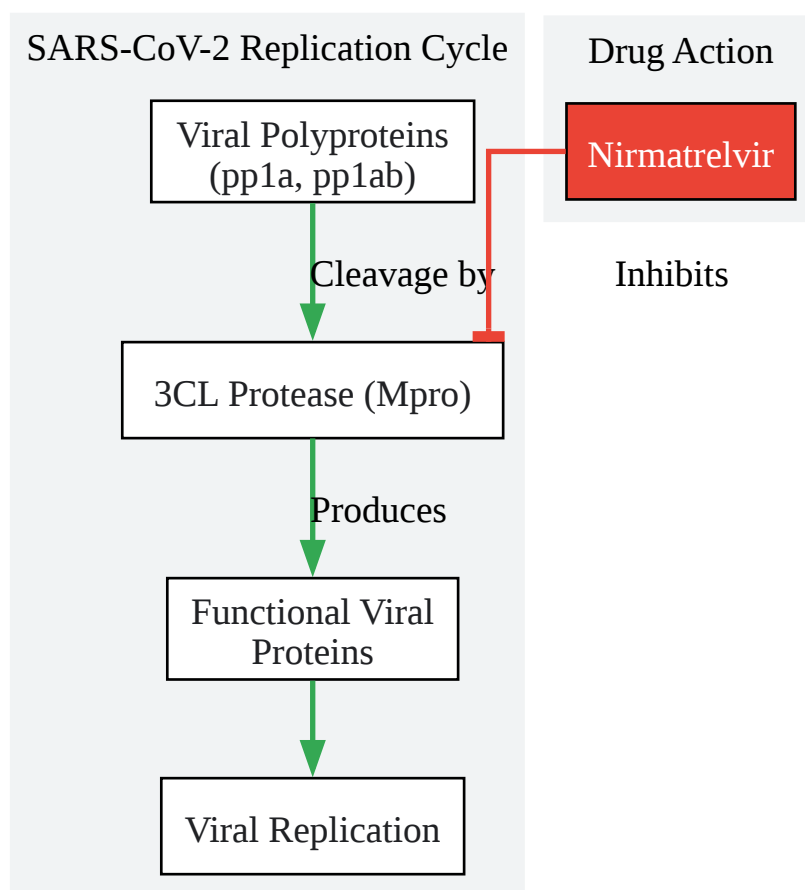 SARS-CoV-2 Replication Cycle
Drug Action
Viral Polyproteins
(pp1a, pp1ab)
Nirmatrelvir
Cleavage by
Inhibits
3CL Protease (Mpro)
Produces
Functional Viral
Proteins
Viral Replication